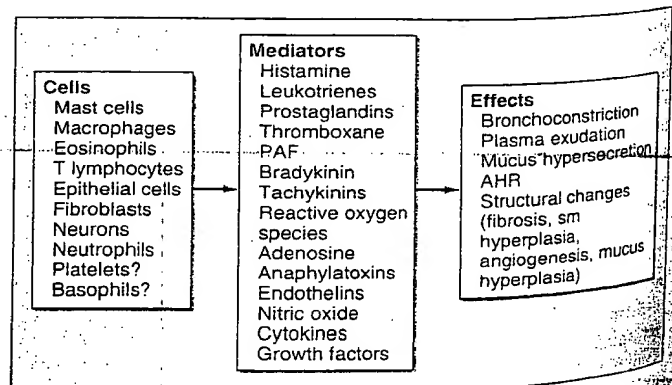 Cells
Mast cells
Macrophages
Eosinophils
T lymphocytes
Epithelial cells
Fibroblasts
Neurons
Neutrophils
Platelets?
Basophils?
Mediators
Histamine
Leukotrienes
Prostaglandins
Thromboxane
PAF
Bradykinin
Tachykinins
Reactive oxygen
species
Adenosine
Anaphylatoxins
Endothelins
Nitric oxide
Cytokines
Growth factors
Effects
Bronchoconstriction
Plasma exudation
Mucus hypersecretion
AHR
Structural changes
(fibrosis, sm
hyperplasia,
angiogenesis, mucus
hyperplasia)